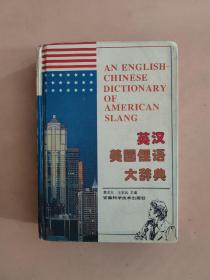 AN ENGLISH-
CHINESE
DICTIONARY
OF
AMERICAN
SLANG
英汉
美国俚语
大辞典
安徽科学技术出版社